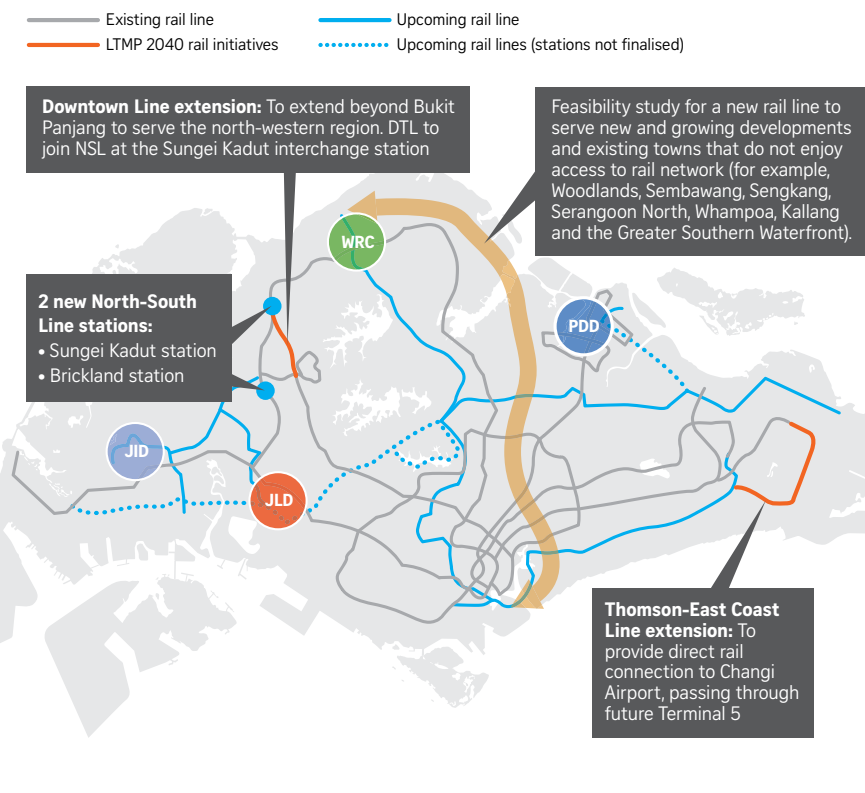 Existing rail line
Upcoming rail line
LTMP 2040 rail initiatives
Upcoming rail lines (stations not finalised)
Downtown Line extension: To extend beyond Bukit
Panjang to serve the north-western region. DTL to
join NSL at the Sungei Kadut interchange station
Feasibility study for a new rail line to
serve new and growing developments
and existing towns that do not enjoy
access to rail network (for example,
Woodlands, Sembawang, Sengkang,
Serangoon North, Whampoa, Kallang
and the Greater Southern Waterfront).
WRC
2 new North-South
Line stations:
• Sungei Kadut station
• Brickland station
PDD
JID
JLD
Thomson-East Coast
Line extension: To
provide direct rail
connection to Changi
Airport, passing through
future Terminal 5